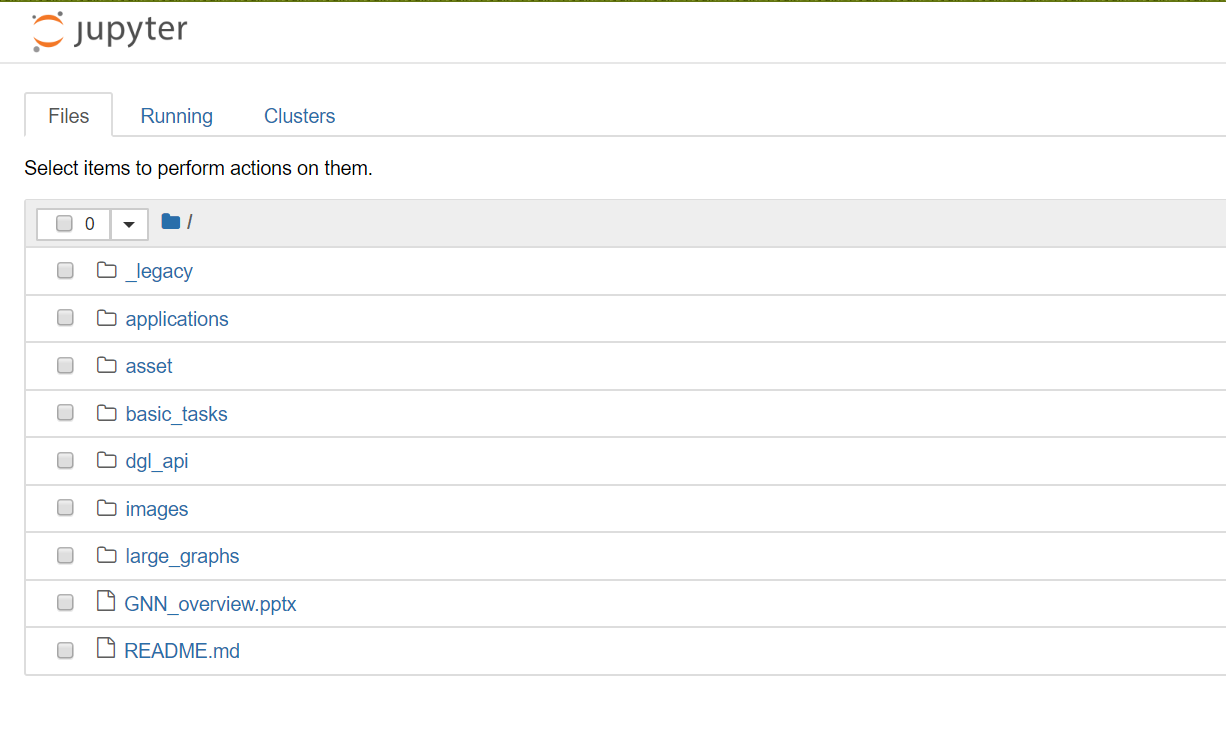 jupyter
Files Running Clusters
Select items to perform actions on them.
0 /
_legacy
applications
asset
basic_tasks
dgl_api
images
large_graphs
GNN_overview.pptx
README.md